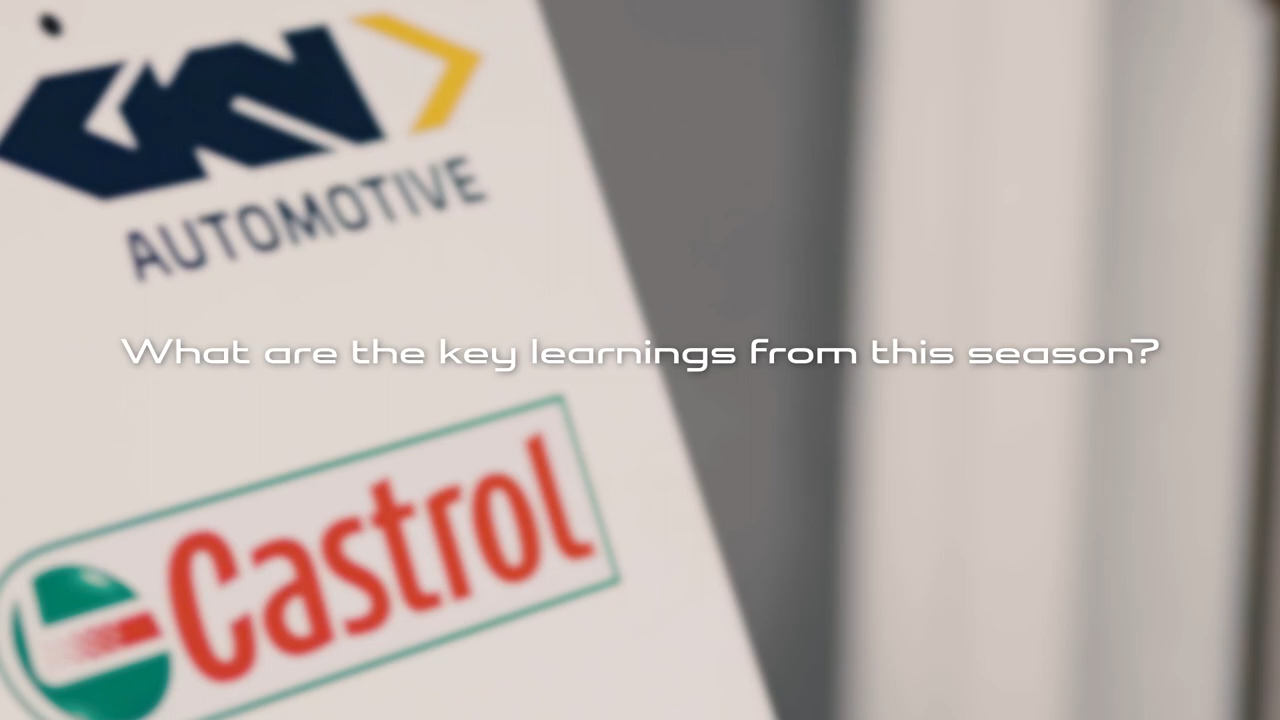 GKN
AUTOMOTIVE
What are the key learnings from this season?
Castrol